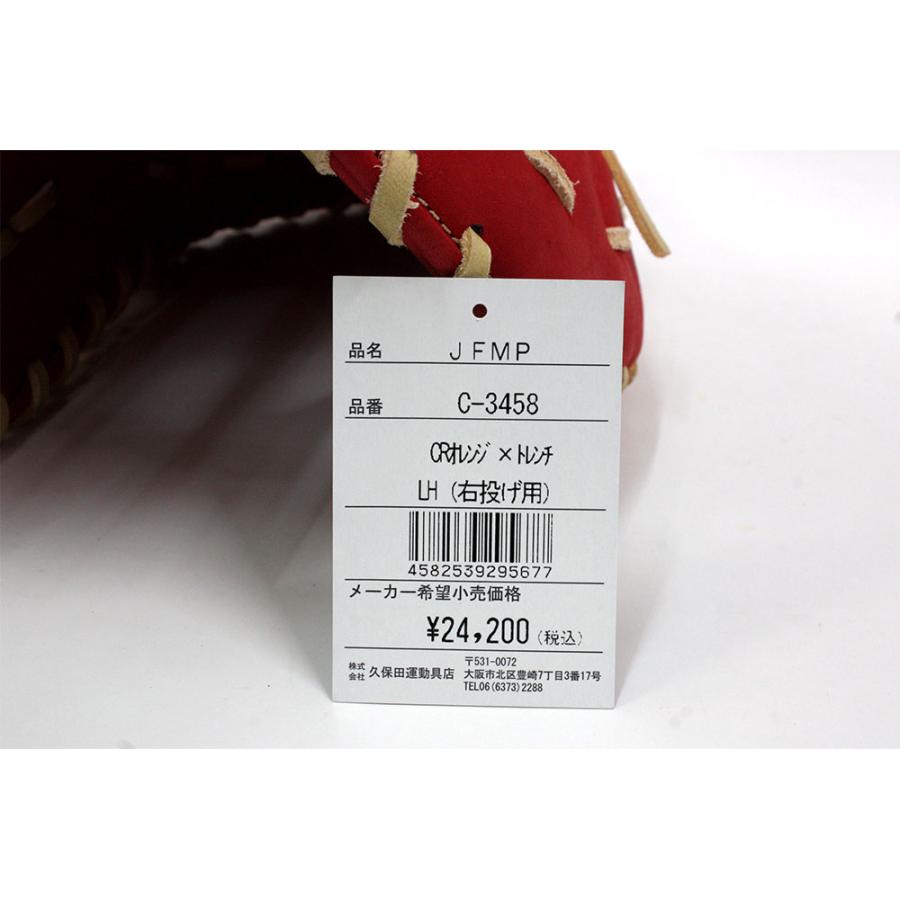 品名 JFMP
品番 C-3458
CRｵﾚﾝｼﾞ×ﾄﾚﾝﾁ
LH (右投げ用)
4582539295677
メーカー希望小売価格
¥24,200(税込)
株式会社 久保田運動具店
〒531-0072
大阪市北区豊崎7丁目3番17号
TEL06(6373)2288